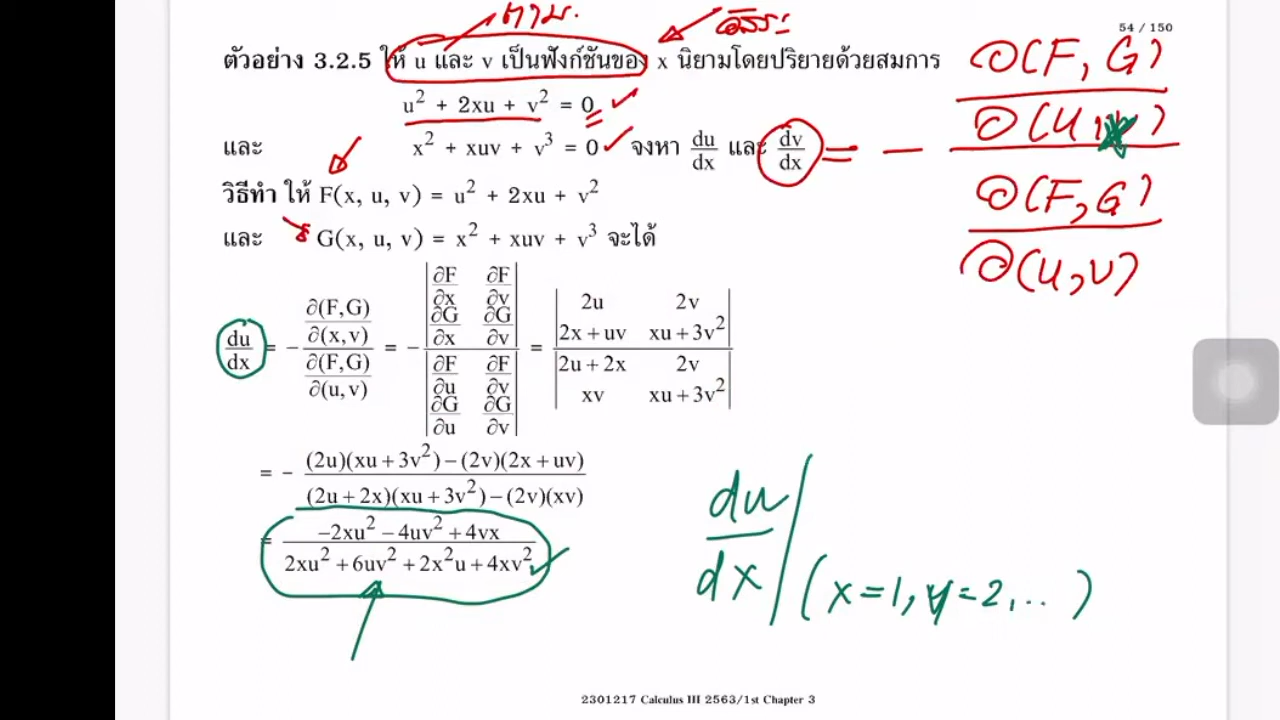 ตาม.
อิสระ
54 / 150
ตัวอย่าง 3.2.5 ให้ u และ v เป็นฟังก์ชันของ x นิยามโดยปริยายด้วยสมการ
u² + 2xu + v² = 0
และ x² + xuv + v³ = 0 จงหา du/dx และ dv/dx = − ∂(F, G)/∂(u, ) / ∂(F, G)/∂(u, v)
วิธีทำ ให้ F(x, u, v) = u² + 2xu + v²
และ G(x, u, v) = x² + xuv + v³ จะได้
du/dx = − ∂(F,G)/∂(x,v) / ∂(F,G)/∂(u,v) = − |∂F/∂x ∂F/∂v ∂G/∂x ∂G/∂v| / |∂F/∂u ∂F/∂v ∂G/∂u ∂G/∂v| = |2u 2v 2x + uv xu + 3v²| / |2u + 2x 2v xv xu + 3v²|
= − (2u)(xu + 3v²) − (2v)(2x + uv) / (2u + 2x)(xu + 3v²) − (2v)(xv)
= −2xu² − 4uv² + 4vx / 2xu² + 6uv² + 2x²u + 4xv²
du/dx | (x = 1, y = 2, ..)
2301217 Calculus III 2563/1st Chapter 3